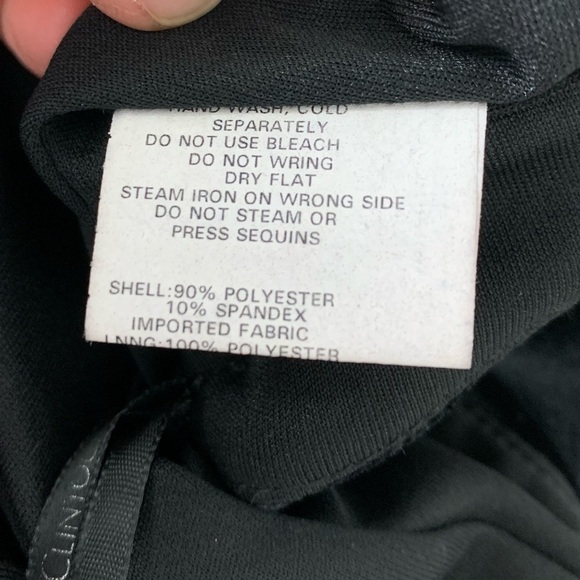 HAND WASH, COLD
SEPARATELY
DO NOT USE BLEACH
DO NOT WRING
DRY FLAT
STEAM IRON ON WRONG SIDE
DO NOT STEAM OR
PRESS SEQUINS
SHELL:90% POLYESTER
10% SPANDEX
IMPORTED FABRIC
LNNG:100% POLYESTER